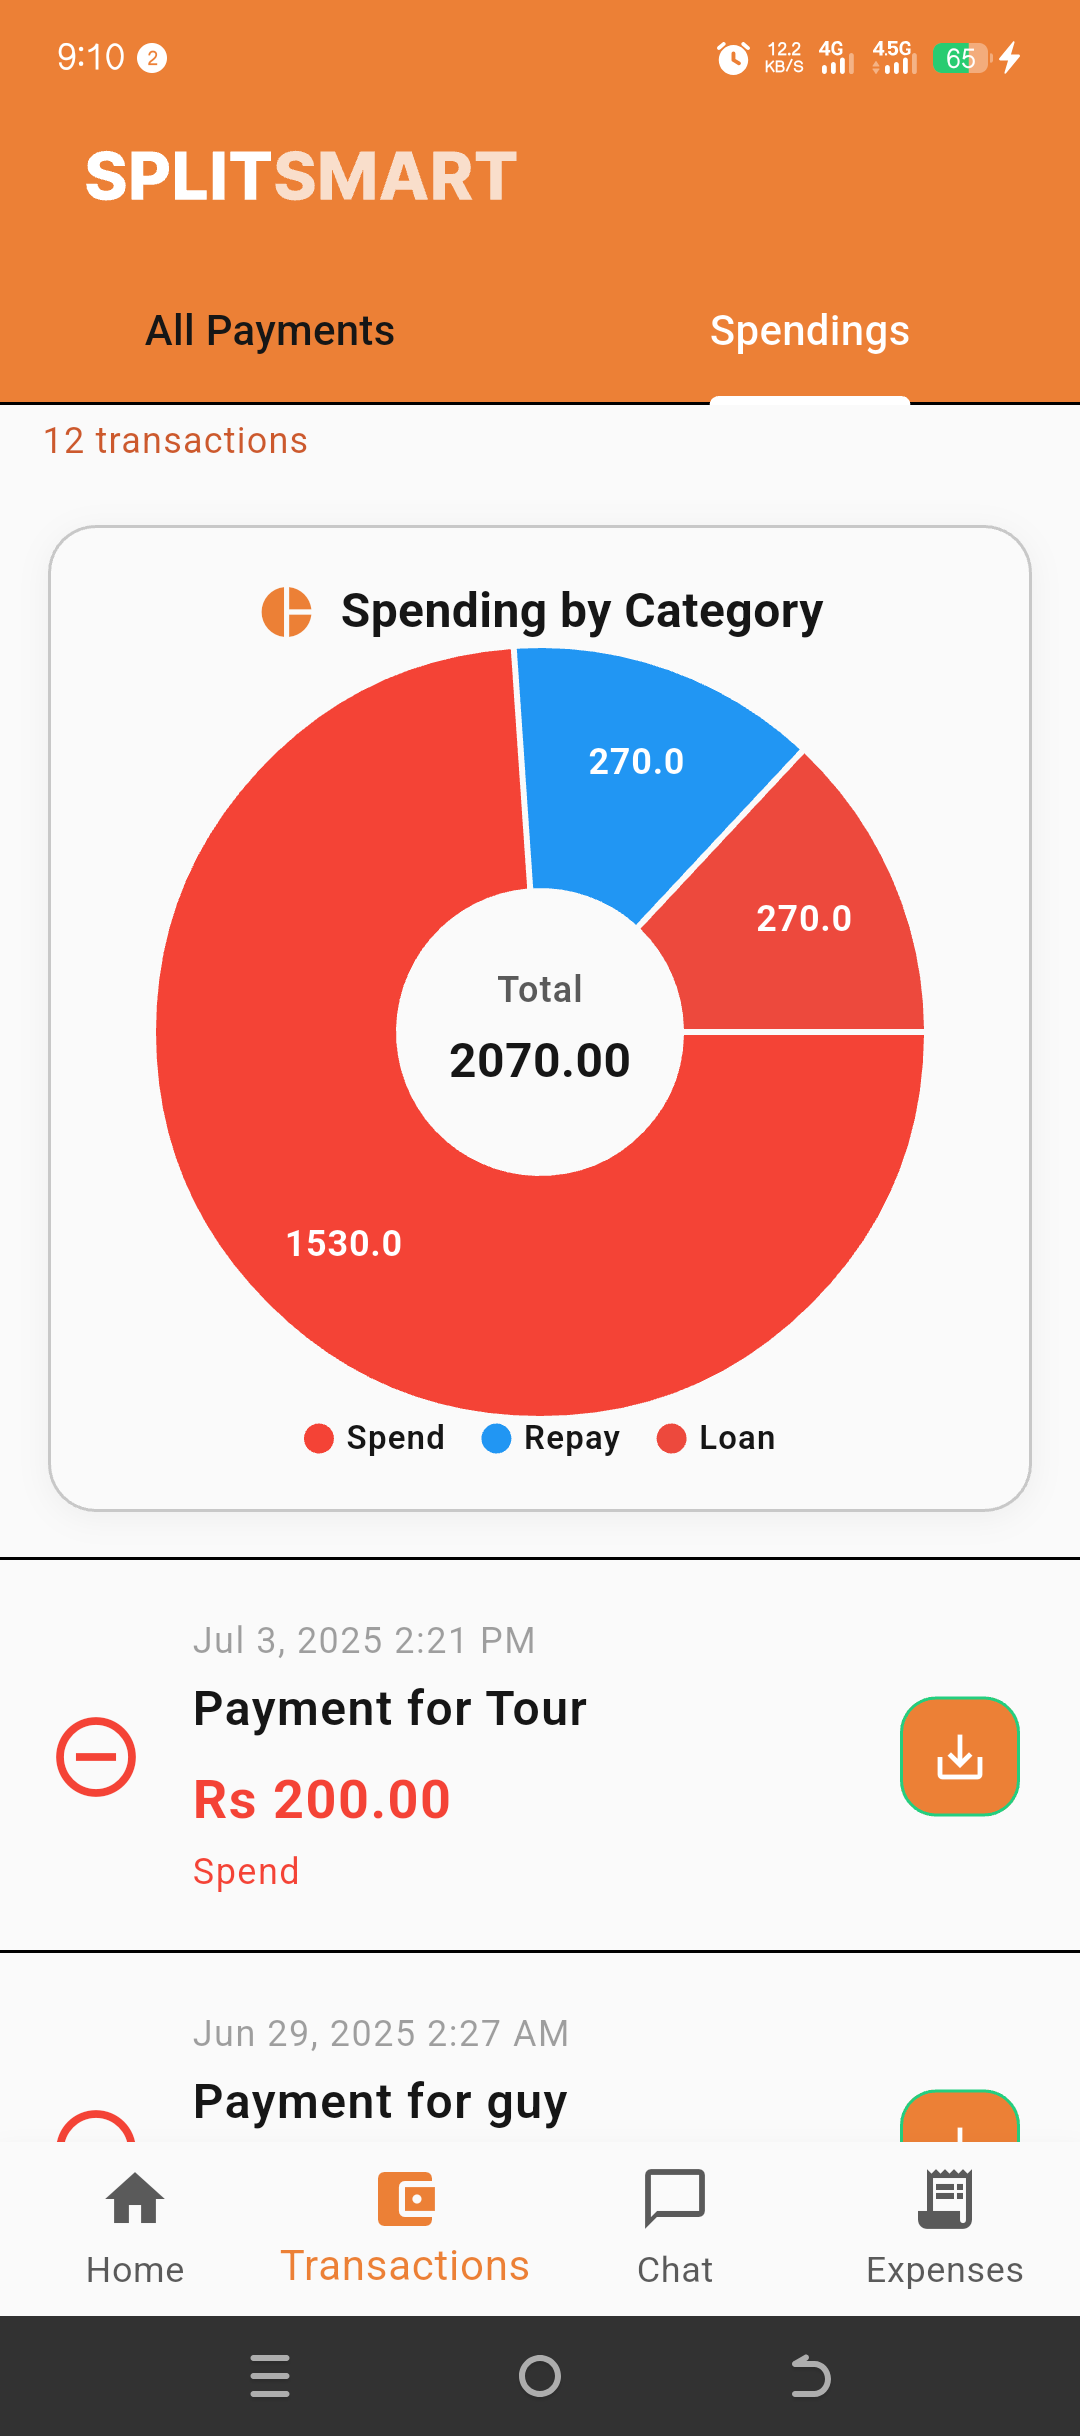 9:10 2 12.2 KB/S 4G 4.5G 65
SPLITSMART
All Payments Spendings
12 transactions
Spending by Category
270.0
270.0
Total
2070.00
1530.0
Spend Repay Loan
Jul 3, 2025 2:21 PM
Payment for Tour
Rs 200.00
Spend
Jun 29, 2025 2:27 AM
Payment for guy
Home Transactions Chat Expenses